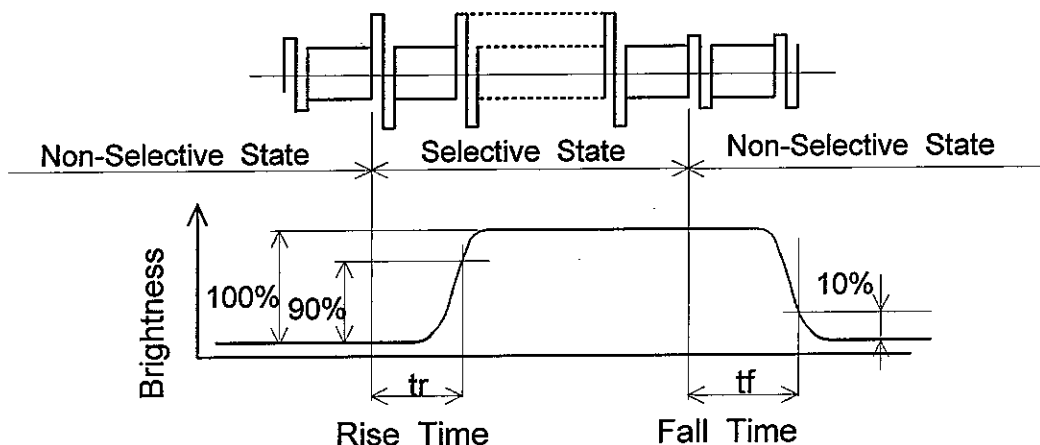 Non-Selective State
Selective State
Non-Selective State
Brightness
100%
90%
10%
tr
tf
Rise Time
Fall Time